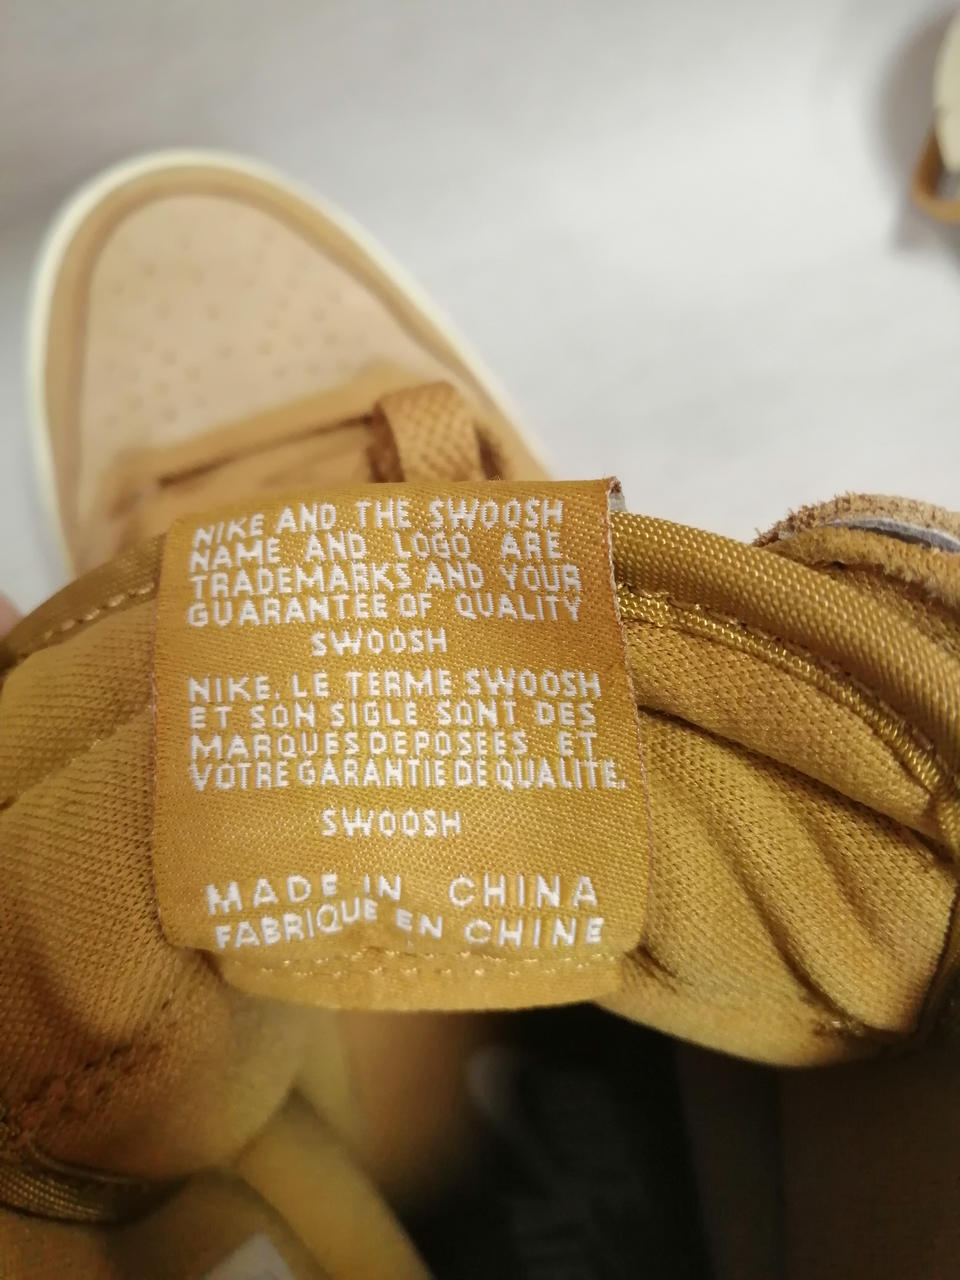 NIKE AND THE SWOOSH
NAME AND LOGO ARE
TRADEMARKS AND YOUR
GUARANTEE OF QUALITY
SWOOSH
NIKE, LE TERME SWOOSH
ET SON SIGLE SONT DES
MARQUES DEPOSEES ET
VOTRE GARANTIE DE QUALITE.
SWOOSH
MADE IN CHINA
FABRIQUE EN CHINE